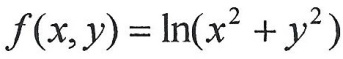 f(x, y) = ln(x² + y²)